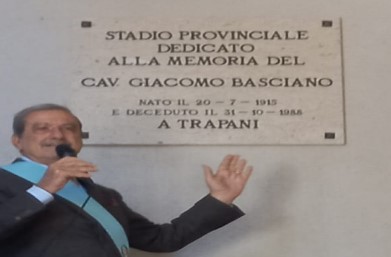 STADIO PROVINCIALE
DEDICATO
ALLA MEMORIA DEL
CAV. GIACOMO BASCIANO
NATO IL 20 - 7 - 1915
E DECEDUTO IL 31 - 10 - 1988
A TRAPANI